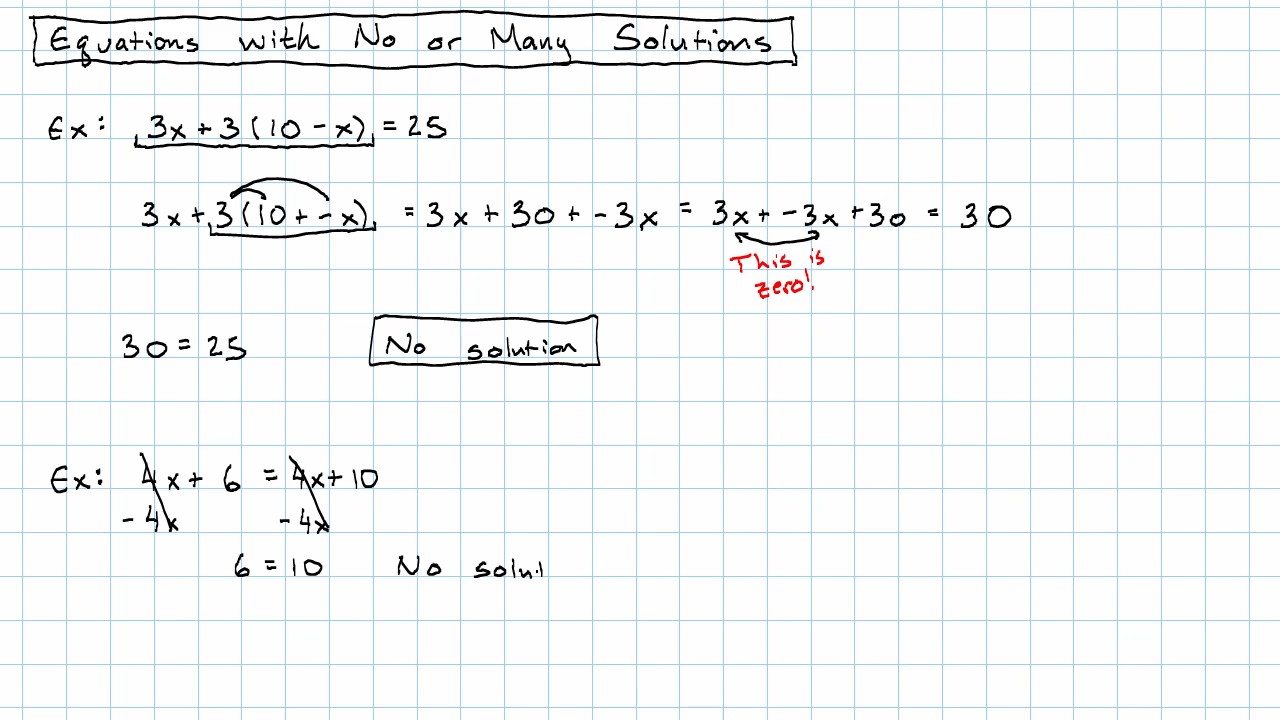 Equations with No or Many Solutions
Ex: 3x + 3(10 - x) = 25
3x + 3(10 + -x) = 3x + 30 + -3x = 3x + -3x + 30 = 30
This is
zero!
30 = 25 No solution
Ex: 4x + 6 = 4x + 10
-4x -4x
6 = 10 No